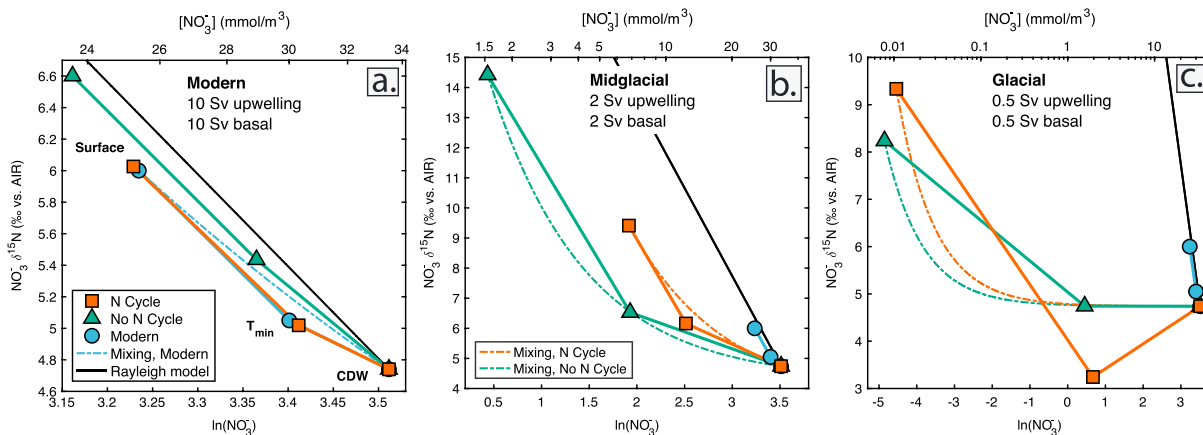 [NO₃⁻] (mmol/m³)
24 26 28 30 32 34
a.
Modern
10 Sv upwelling
10 Sv basal
Surface
T_min
CDW
N Cycle
No N Cycle
Modern
Mixing, Modern
Rayleigh model
NO₃⁻ δ¹⁵N (‰ vs. AIR)
6.6
6.4
6.2
6
5.8
5.6
5.4
5.2
5
4.8
4.6
3.15 3.2 3.25 3.3 3.35 3.4 3.45 3.5
ln(NO₃⁻)
[NO₃⁻] (mmol/m³)
1.5 2 3 4 5 6 8 10 20 30
b.
Midglacial
2 Sv upwelling
2 Sv basal
Mixing, N Cycle
Mixing, No N Cycle
NO₃⁻ δ¹⁵N (‰ vs. AIR)
15
14
13
12
11
10
9
8
7
6
5
4
0.5 1 1.5 2 2.5 3 3.5
ln(NO₃⁻)
[NO₃⁻] (mmol/m³)
0.01 0.1 1 10
c.
Glacial
0.5 Sv upwelling
0.5 Sv basal
NO₃⁻ δ¹⁵N (‰ vs. AIR)
10
9
8
7
6
5
4
3
-5 -4 -3 -2 -1 0 1 2 3
ln(NO₃⁻)